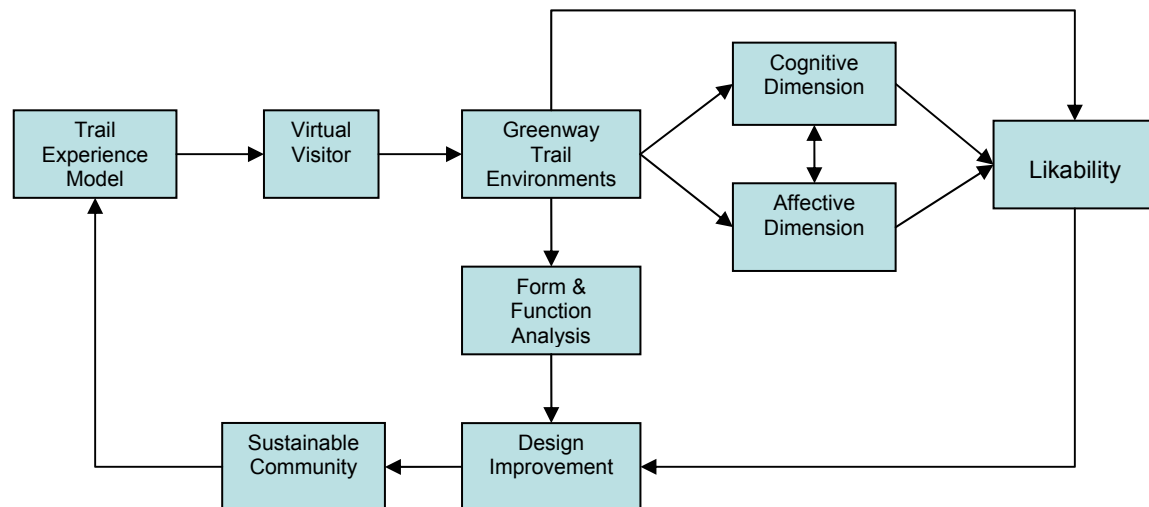 Trail
Experience
Model
Virtual
Visitor
Greenway
Trail
Environments
Cognitive
Dimension
Affective
Dimension
Likability
Form &
Function
Analysis
Sustainable
Community
Design
Improvement